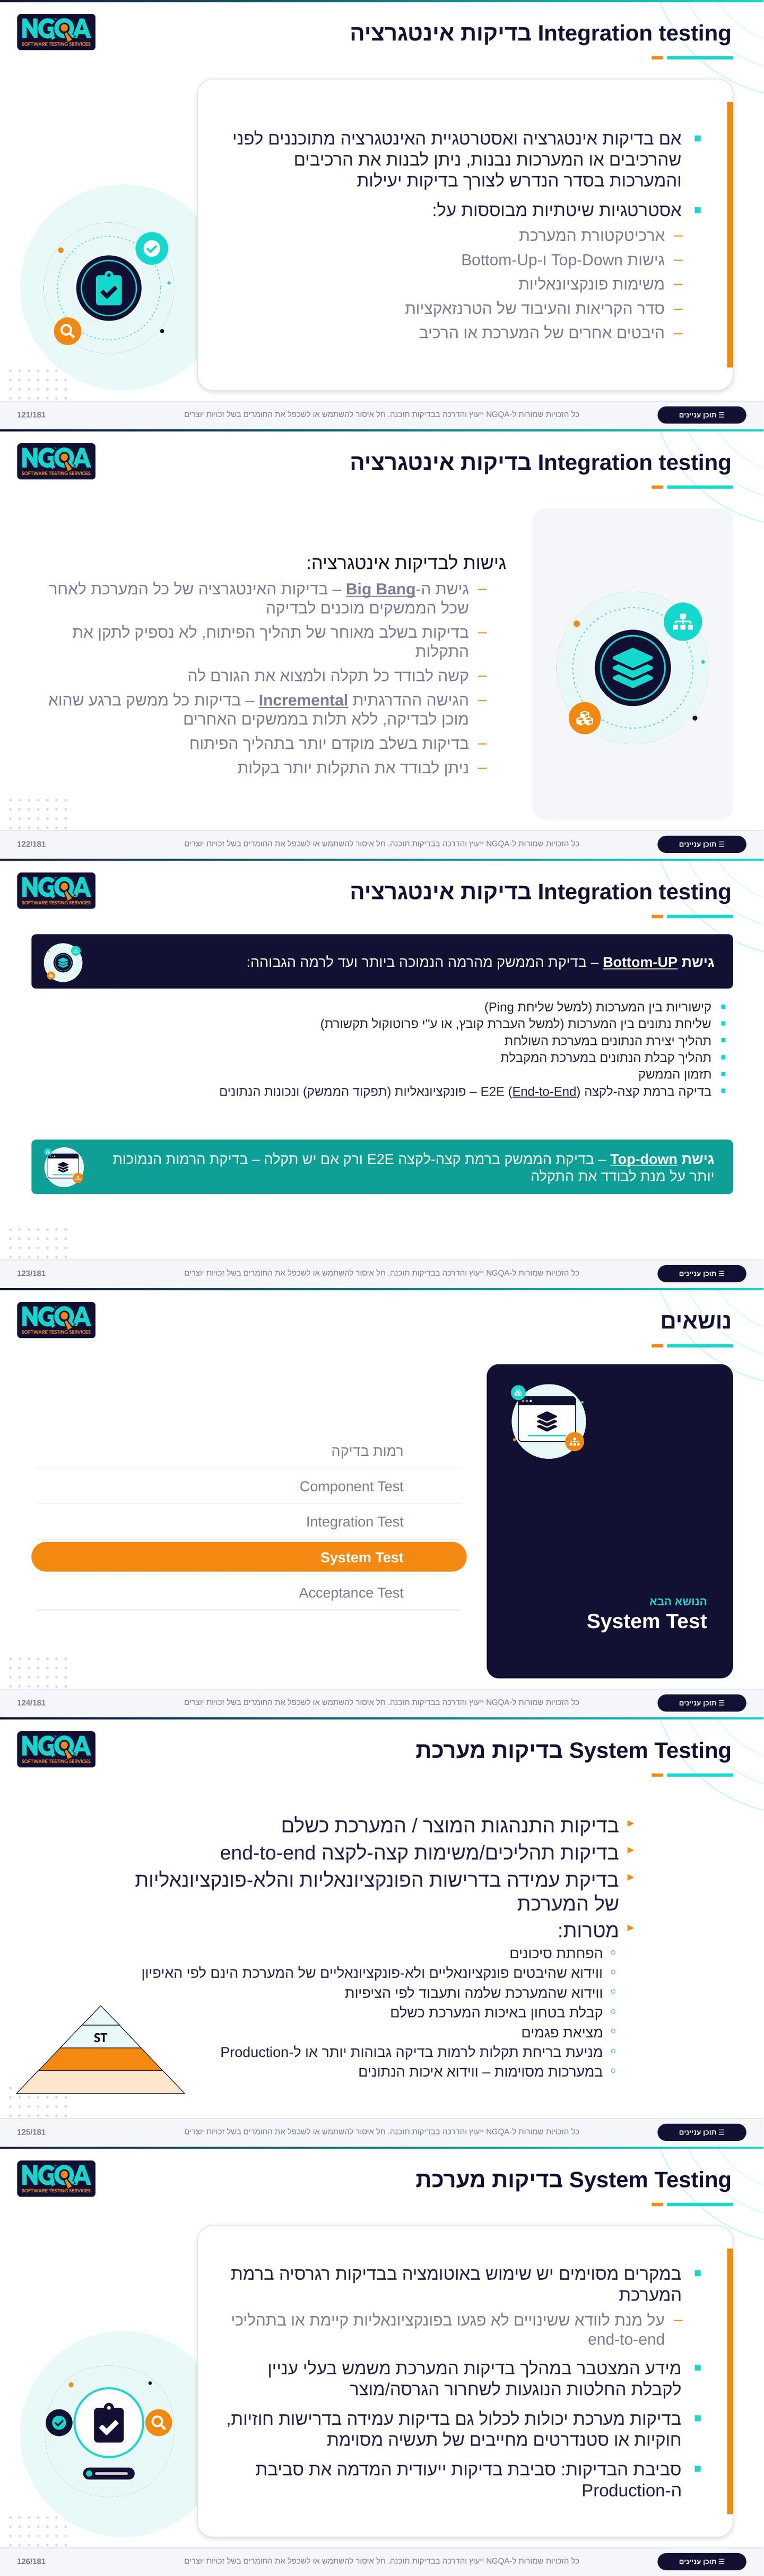 Integration testing בדיקות אינטגרציה
NGQA
SOFTWARE TESTING SERVICES
אם בדיקות אינטגרציה ואסטרטגיית האינטגרציה מתוכננים לפני
שהרכיבים או המערכות נבנות, ניתן לבנות את הרכיבים
והמערכות בסדר הנדרש לצורך בדיקות יעילות
אסטרטגיות שיטתיות מבוססות על:
– ארכיטקטורת המערכת
– גישות Top-Down ו-Bottom-Up
– משימות פונקציונאליות
– סדר הקריאות והעיבוד של הטרנזאקציות
– היבטים אחרים של המערכת או הרכיב
☰ תוכן עניינים
כל הזכויות שמורות ל-NGQA ייעוץ והדרכה בבדיקות תוכנה. חל איסור להשתמש או לשכפל את החומרים בשל זכויות יוצרים
121/181
Integration testing בדיקות אינטגרציה
NGQA
SOFTWARE TESTING SERVICES
גישות לבדיקות אינטגרציה:
– גישת ה-Big Bang – בדיקות האינטגרציה של כל המערכת לאחר
שכל הממשקים מוכנים לבדיקה
– בדיקות בשלב מאוחר של תהליך הפיתוח, לא נספיק לתקן את
התקלות
– קשה לבודד כל תקלה ולמצוא את הגורם לה
– הגישה ההדרגתית Incremental – בדיקות כל ממשק ברגע שהוא
מוכן לבדיקה, ללא תלות בממשקים האחרים
– בדיקות בשלב מוקדם יותר בתהליך הפיתוח
– ניתן לבודד את התקלות יותר בקלות
☰ תוכן עניינים
כל הזכויות שמורות ל-NGQA ייעוץ והדרכה בבדיקות תוכנה. חל איסור להשתמש או לשכפל את החומרים בשל זכויות יוצרים
122/181
Integration testing בדיקות אינטגרציה
NGQA
SOFTWARE TESTING SERVICES
גישת Bottom-UP – בדיקת הממשק מהרמה הנמוכה ביותר ועד לרמה הגבוהה:
קישוריות בין המערכות (למשל שליחת Ping)
שליחת נתונים בין המערכות (למשל העברת קובץ, או ע"י פרוטוקול תקשורת)
תהליך יצירת הנתונים במערכת השולחת
תהליך קבלת הנתונים במערכת המקבלת
תזמון הממשק
בדיקה ברמת קצה-לקצה E2E (End-to-End) – פונקציונאליות (תפקוד הממשק) ונכונות הנתונים
גישת Top-down – בדיקת הממשק ברמת קצה-לקצה E2E ורק אם יש תקלה – בדיקת הרמות הנמוכות
יותר על מנת לבודד את התקלה
☰ תוכן עניינים
כל הזכויות שמורות ל-NGQA ייעוץ והדרכה בבדיקות תוכנה. חל איסור להשתמש או לשכפל את החומרים בשל זכויות יוצרים
123/181
נושאים
NGQA
SOFTWARE TESTING SERVICES
הנושא הבא
System Test
רמות בדיקה
Component Test
Integration Test
System Test
Acceptance Test
☰ תוכן עניינים
כל הזכויות שמורות ל-NGQA ייעוץ והדרכה בבדיקות תוכנה. חל איסור להשתמש או לשכפל את החומרים בשל זכויות יוצרים
124/181
System Testing בדיקות מערכת
NGQA
SOFTWARE TESTING SERVICES
בדיקות התנהגות המוצר / המערכת כשלם
בדיקות תהליכים/משימות קצה-לקצה end-to-end
בדיקת עמידה בדרישות הפונקציונאליות והלא-פונקציונאליות
של המערכת
מטרות:
הפחתת סיכונים
ווידוא שהיבטים פונקציונאליים ולא-פונקציונאליים של המערכת הינם לפי האיפיון
ווידוא שהמערכת שלמה ותעבוד לפי הציפיות
קבלת בטחון באיכות המערכת כשלם
מציאת פגמים
מניעת בריחת תקלות לרמות בדיקה גבוהות יותר או ל-Production
במערכות מסוימות – ווידוא איכות הנתונים
ST
☰ תוכן עניינים
כל הזכויות שמורות ל-NGQA ייעוץ והדרכה בבדיקות תוכנה. חל איסור להשתמש או לשכפל את החומרים בשל זכויות יוצרים
125/181
System Testing בדיקות מערכת
NGQA
SOFTWARE TESTING SERVICES
במקרים מסוימים יש שימוש באוטומציה בבדיקות רגרסיה ברמת
המערכת
– על מנת לוודא ששינויים לא פגעו בפונקציונאליות קיימת או בתהליכי
end-to-end
מידע המצטבר במהלך בדיקות המערכת משמש בעלי עניין
לקבלת החלטות הנוגעות לשחרור הגרסה/מוצר
בדיקות מערכת יכולות לכלול גם בדיקות עמידה בדרישות חוזיות,
חוקיות או סטנדרטים מחייבים של תעשיה מסוימת
סביבת הבדיקות: סביבת בדיקות ייעודית המדמה את סביבת
ה-Production
☰ תוכן עניינים
כל הזכויות שמורות ל-NGQA ייעוץ והדרכה בבדיקות תוכנה. חל איסור להשתמש או לשכפל את החומרים בשל זכויות יוצרים
126/181